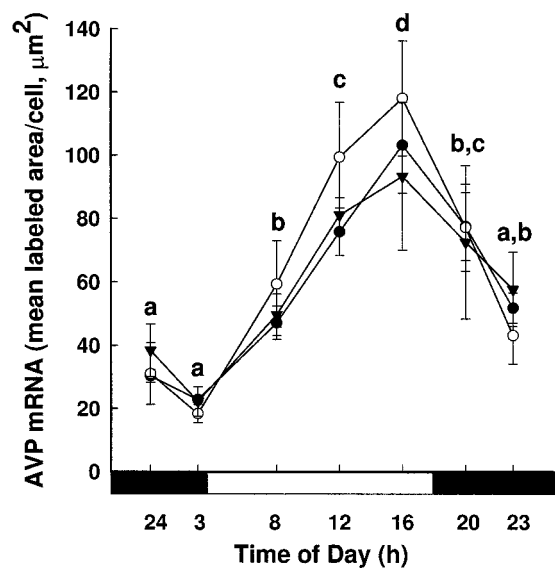 AVP mRNA (mean labeled area/cell, μm²)
140
120
100
80
60
40
20
0
a
a
b
c
d
b,c
a,b
24 3 8 12 16 20 23
Time of Day (h)